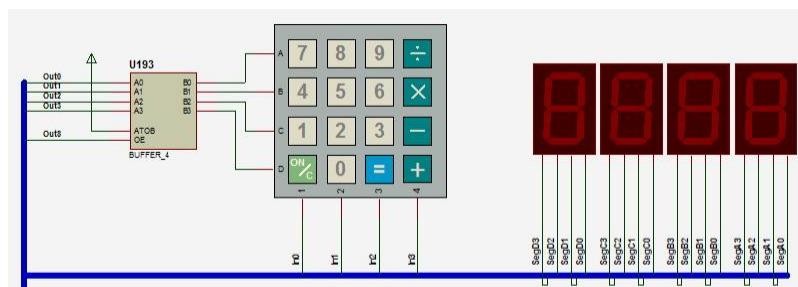 U193
Out0
Out1
Out2
Out3
Out8
A0 B0
A1 B1
A2 B2
A3 B3
ATOB
OE
BUFFER_4
A 7 8 9 ÷
B 4 5 6 ×
C 1 2 3 −
D ON/C 0 = +
1 2 3 4
In0 In1 In2 In3
SegD3 SegD2 SegD1 SegD0 SegC3 SegC2 SegC1 SegC0 SegB3 SegB2 SegB1 SegB0 SegA3 SegA2 SegA1 SegA0